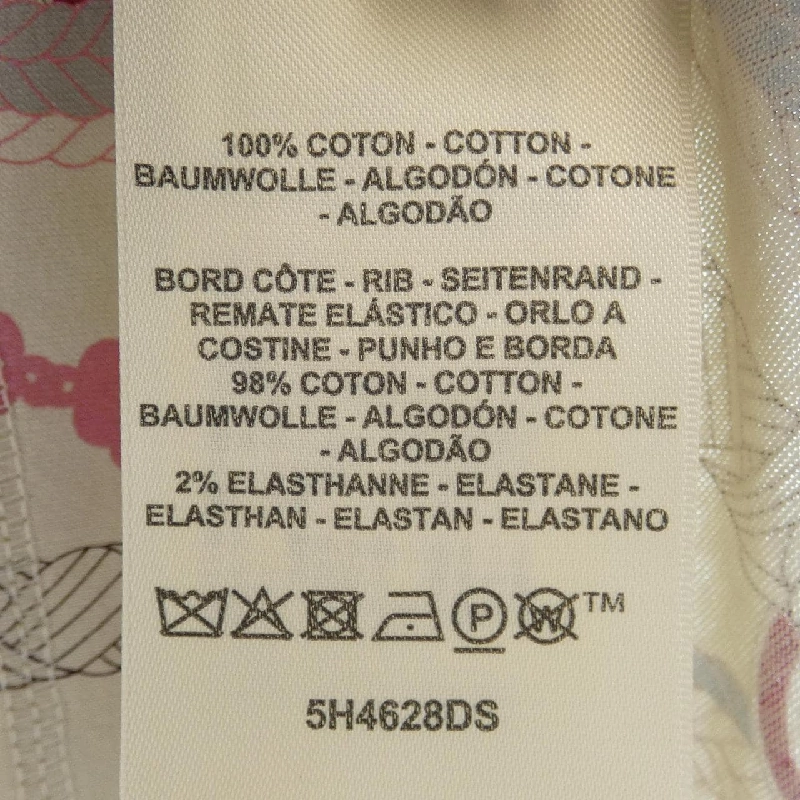 100% COTON - COTTON -
BAUMWOLLE - ALGODÓN - COTONE
- ALGODÃO
BORD CÔTE - RIB - SEITENRAND -
REMATE ELÁSTICO - ORLO A
COSTINE - PUNHO E BORDA
98% COTON - COTTON -
BAUMWOLLE - ALGODÓN - COTONE
- ALGODÃO
2% ELASTHANNE - ELASTANE -
ELASTHAN - ELASTAN - ELASTANO
P W TM
5H4628DS